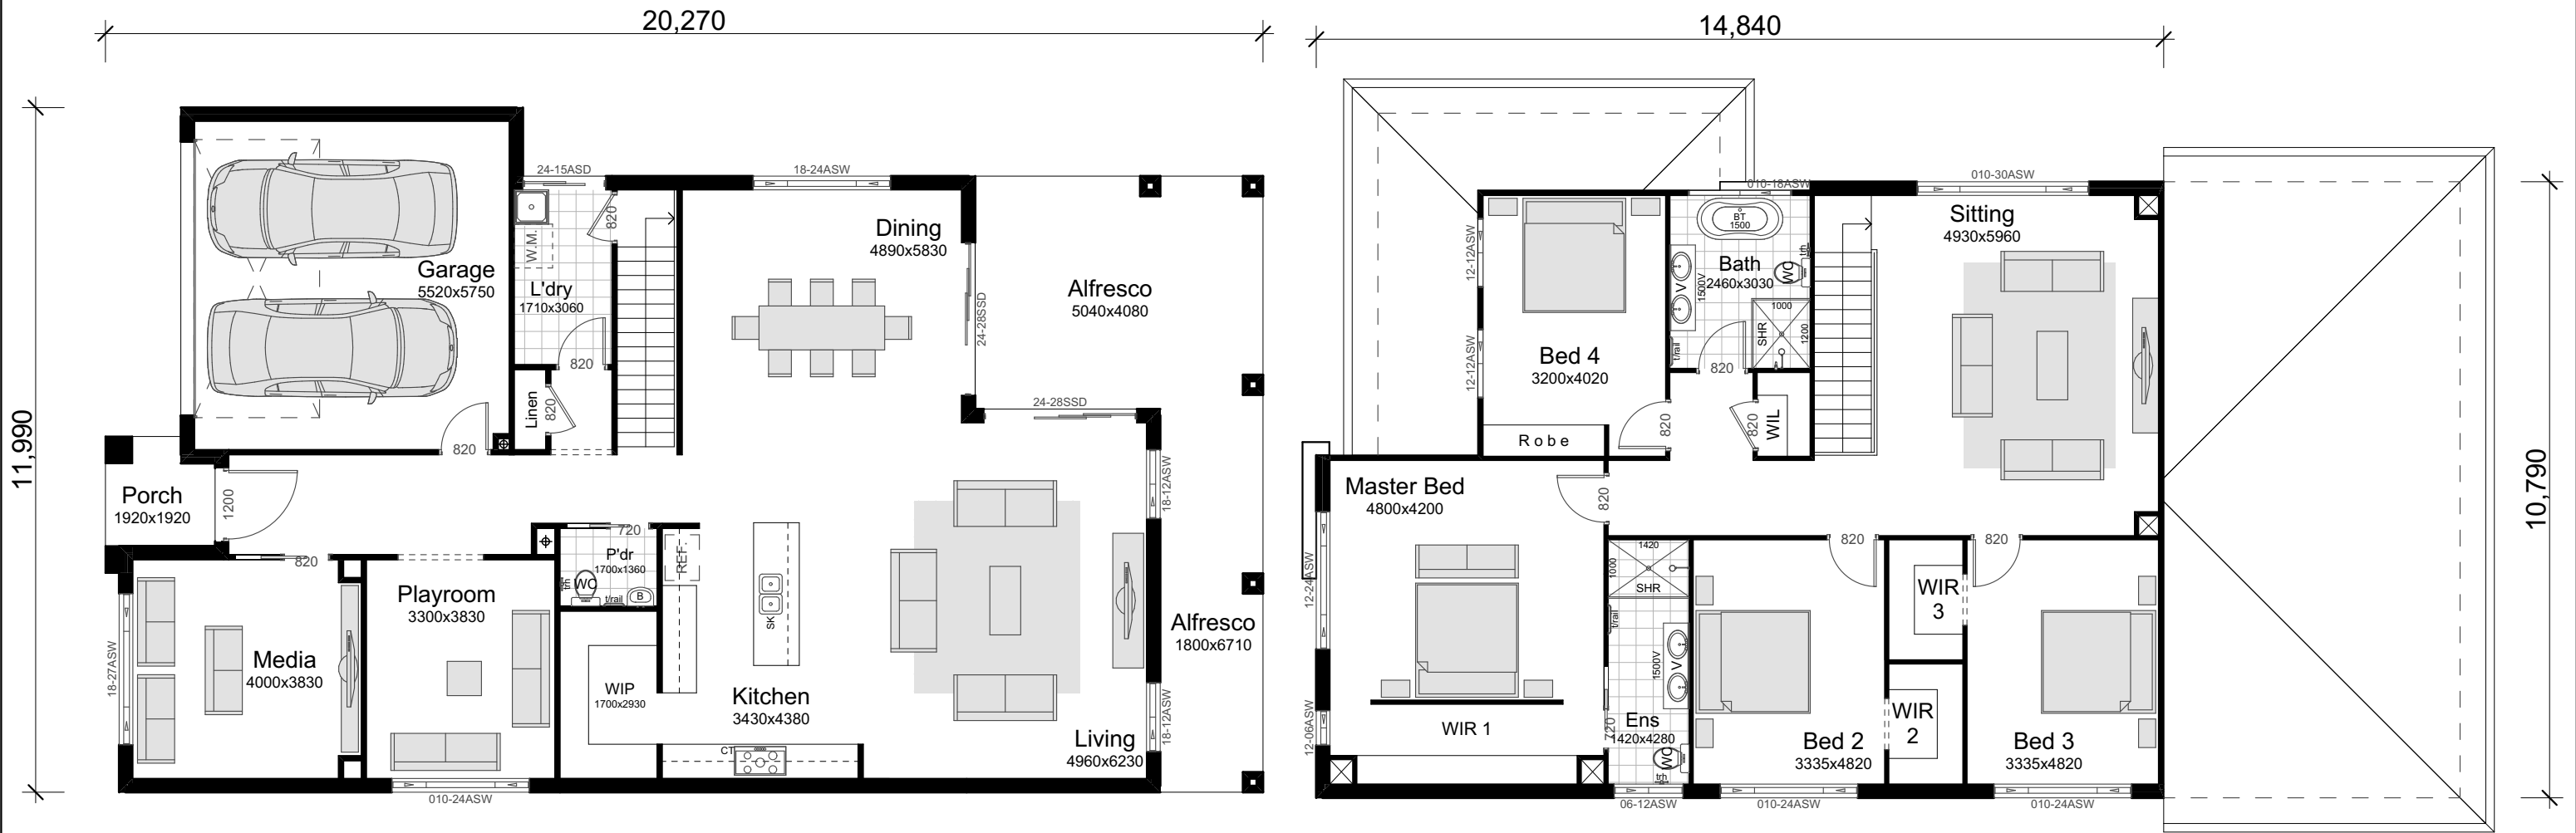 20,270
11,990
24-15ASD
18-24ASW
820
W.M.
L'dry
1710x3060
820
Linen
820
Garage
5520x5750
820
Dining
4890x5830
24-28SSD
Alfresco
5040x4080
24-28SSD
Porch
1920x1920
1200
820
720
P'dr
1700x1360
trh
WC
t/rail
B
REF.
SK
18-12ASW
Playroom
3300x3830
Media
4000x3830
18-27ASW
WIP
1700x2930
Kitchen
3430x4380
CT
Alfresco
1800x6710
Living
4960x6230
18-12ASW
010-24ASW
14,840
10,790
010-18ASW
010-30ASW
BT
1500
Sitting
4930x5960
12-12ASW
Bath
2460x3030
trh
WC
V
1500V
1000
SHR
1200
t/rail
820
12-12ASW
Bed 4
3200x4020
Robe
820
820
WIL
Master Bed
4800x4200
820
12-24ASW
1420
1000
SHR
t/rail
1500V
V
820
820
WIR
3
WIR
2
12-06ASW
WIR 1
720
Ens
1420x4280
WC
trh
Bed 2
3335x4820
Bed 3
3335x4820
06-12ASW
010-24ASW
010-24ASW